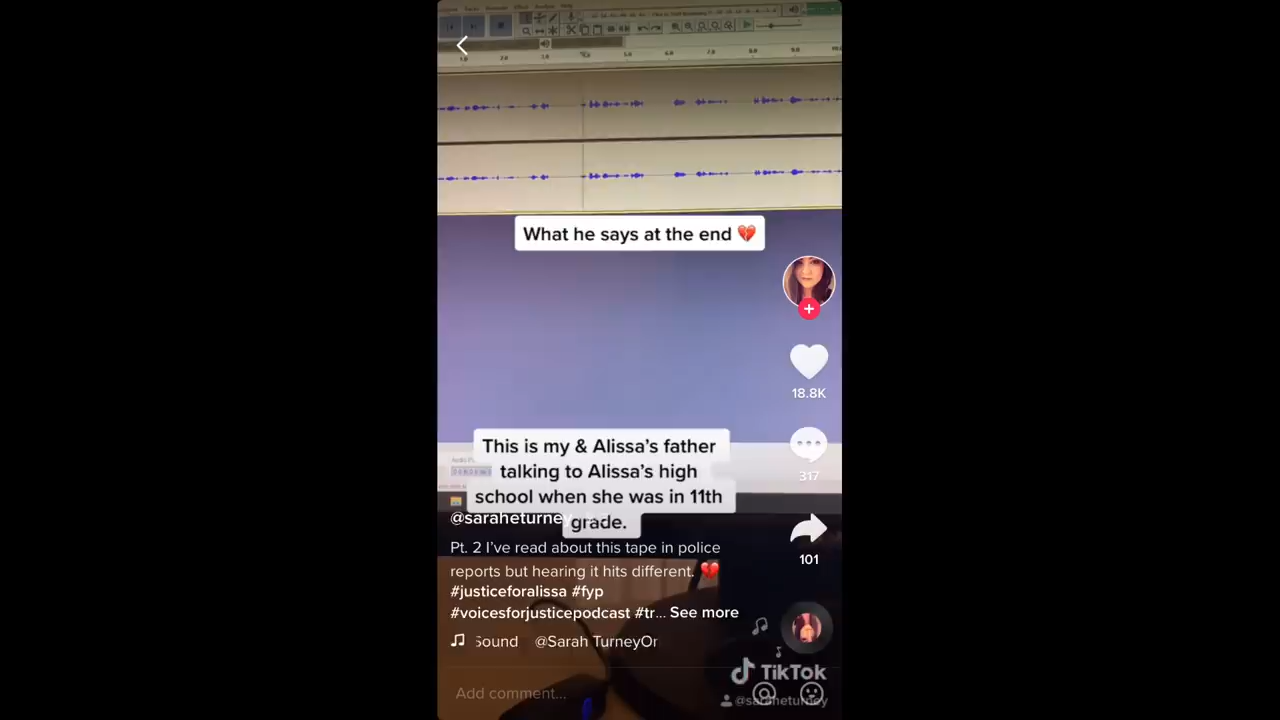 What he says at the end 💔
This is my & Alissa's father
talking to Alissa's high
school when she was in 11th
grade.
18.8K
317
101
@saraheturney
Pt. 2 I've read about this tape in police
reports but hearing it hits different. 💔
#justiceforalissa #fyp
#voicesforjusticepodcast #tr... See more
Sound @Sarah TurneyOr
Add comment...
TikTok
@saraheturney